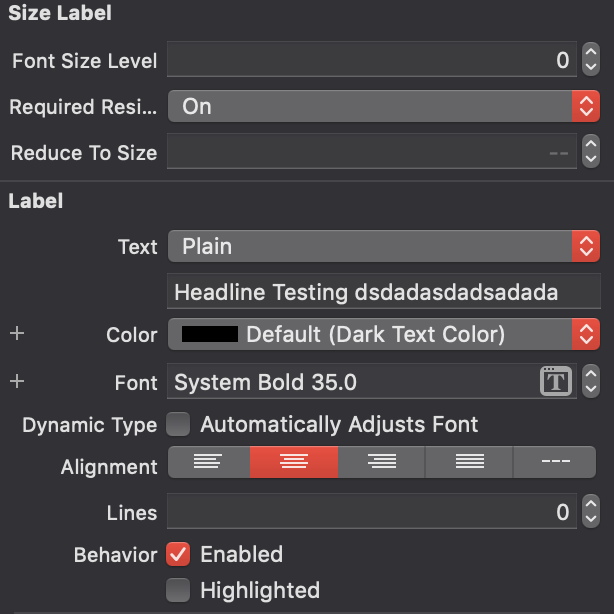 Size Label
Font Size Level 0
Required Resi... On
Reduce To Size --
Label
Text Plain
Headline Testing dsdadasdadsadada
+ Color Default (Dark Text Color)
+ Font System Bold 35.0 T
Dynamic Type Automatically Adjusts Font
Alignment ---
Lines 0
Behavior Enabled
Highlighted